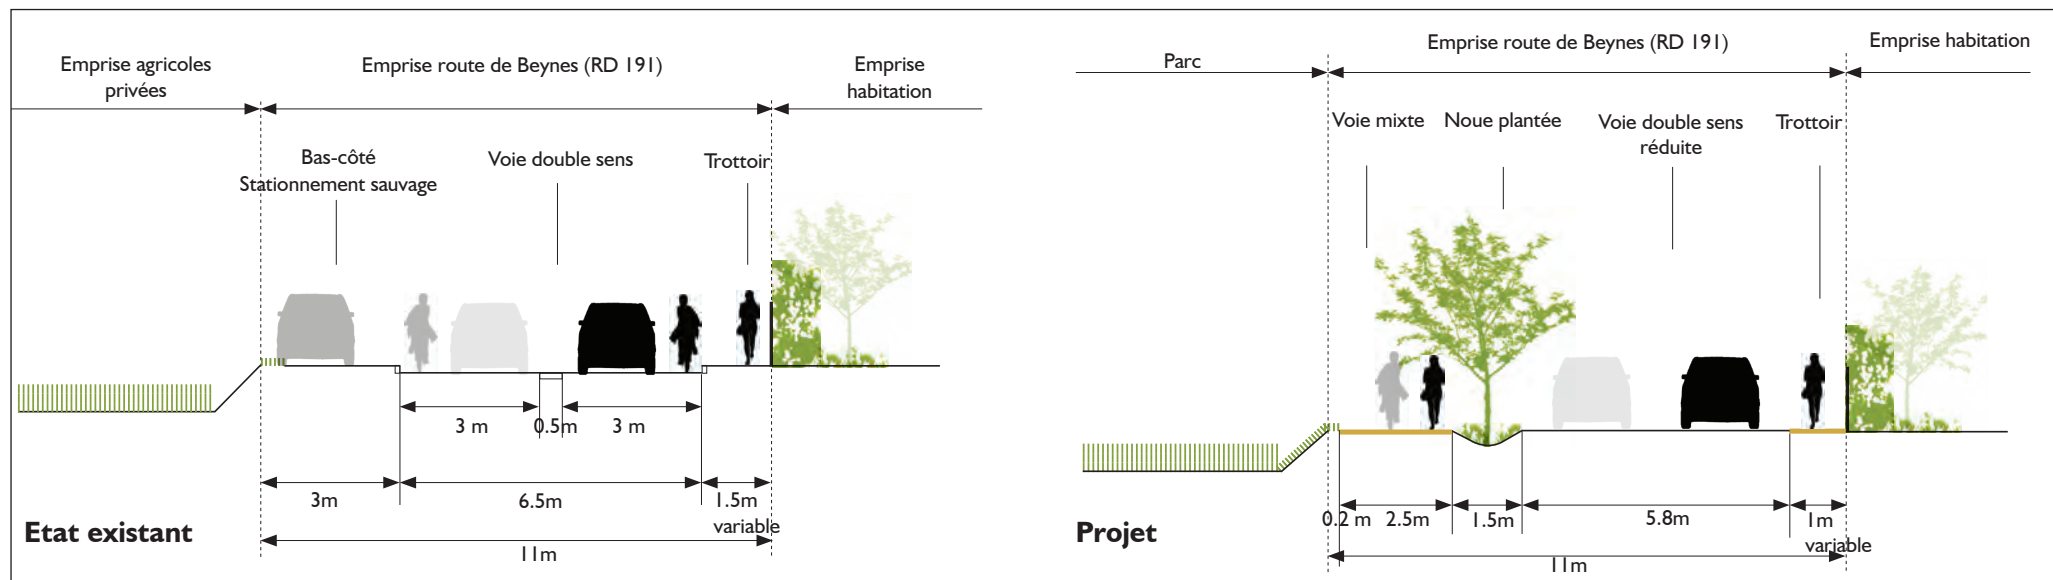 Emprise agricoles
privées
Emprise route de Beynes (RD 191)
Emprise
habitation
Bas-côté
Stationnement sauvage
Voie double sens
Trottoir
3 m
0.5m
3 m
3m
6.5m
1.5m
variable
11m
Etat existant
Parc
Emprise route de Beynes (RD 191)
Emprise habitation
Voie mixte
Noue plantée
Voie double sens
réduite
Trottoir
0.2 m
2.5m
1.5m
5.8m
1m
variable
11m
Projet